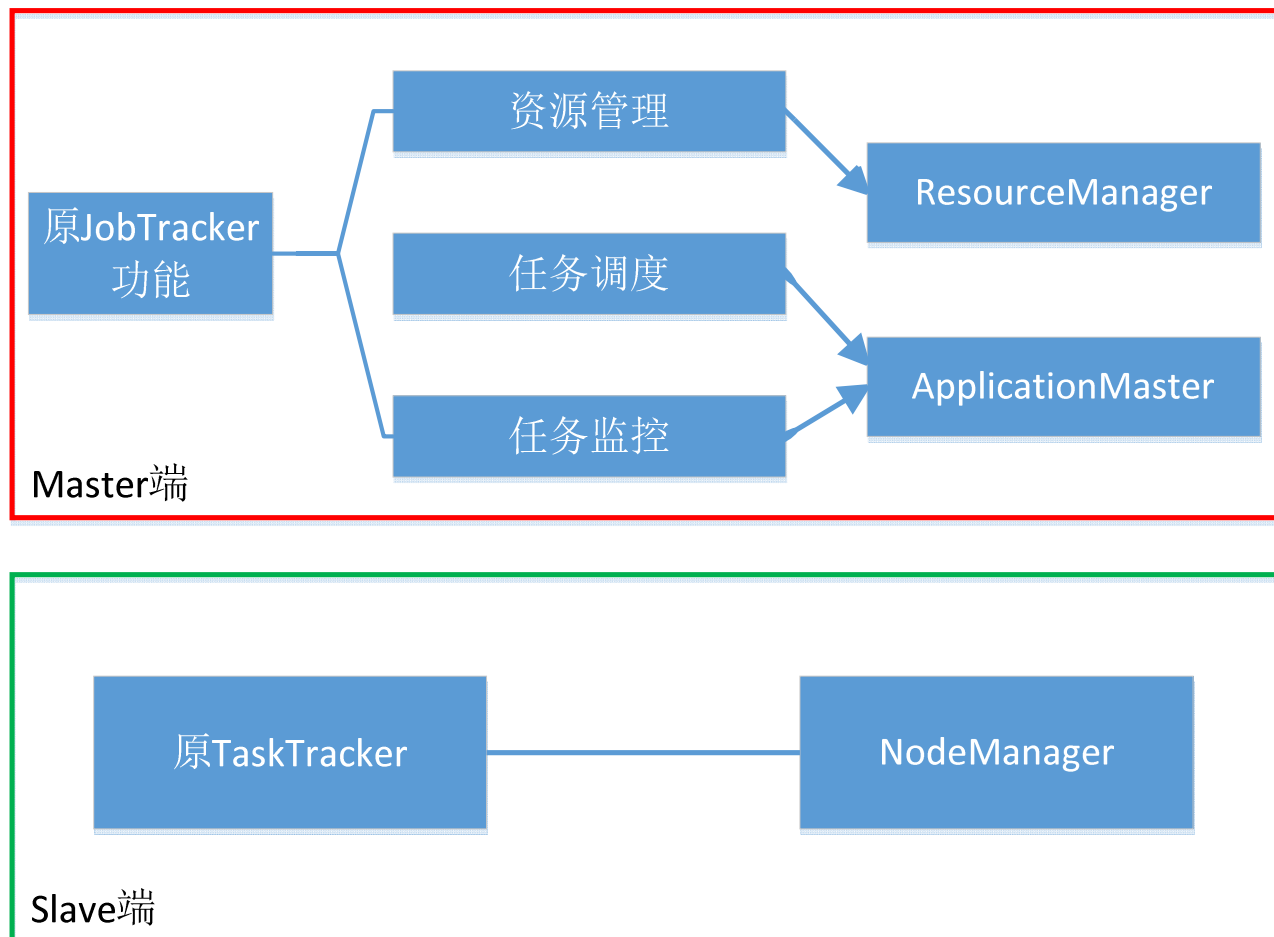 资源管理
ResourceManager
原JobTracker
功能
任务调度
ApplicationMaster
任务监控
Master端
原TaskTracker
NodeManager
Slave端